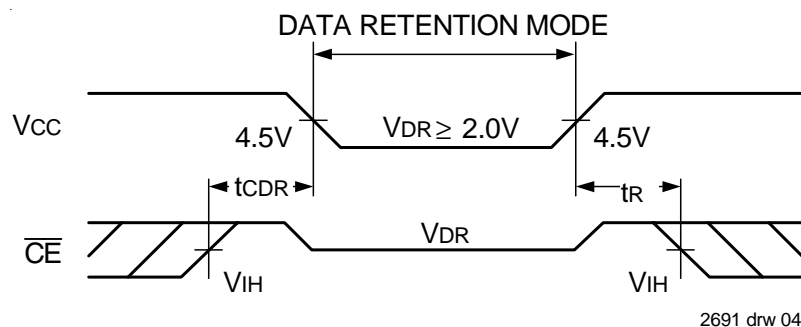 DATA RETENTION MODE
VCC
4.5V
VDR ≥ 2.0V
4.5V
tCDR
tR
CE
VDR
VIH
VIH
2691 drw 04